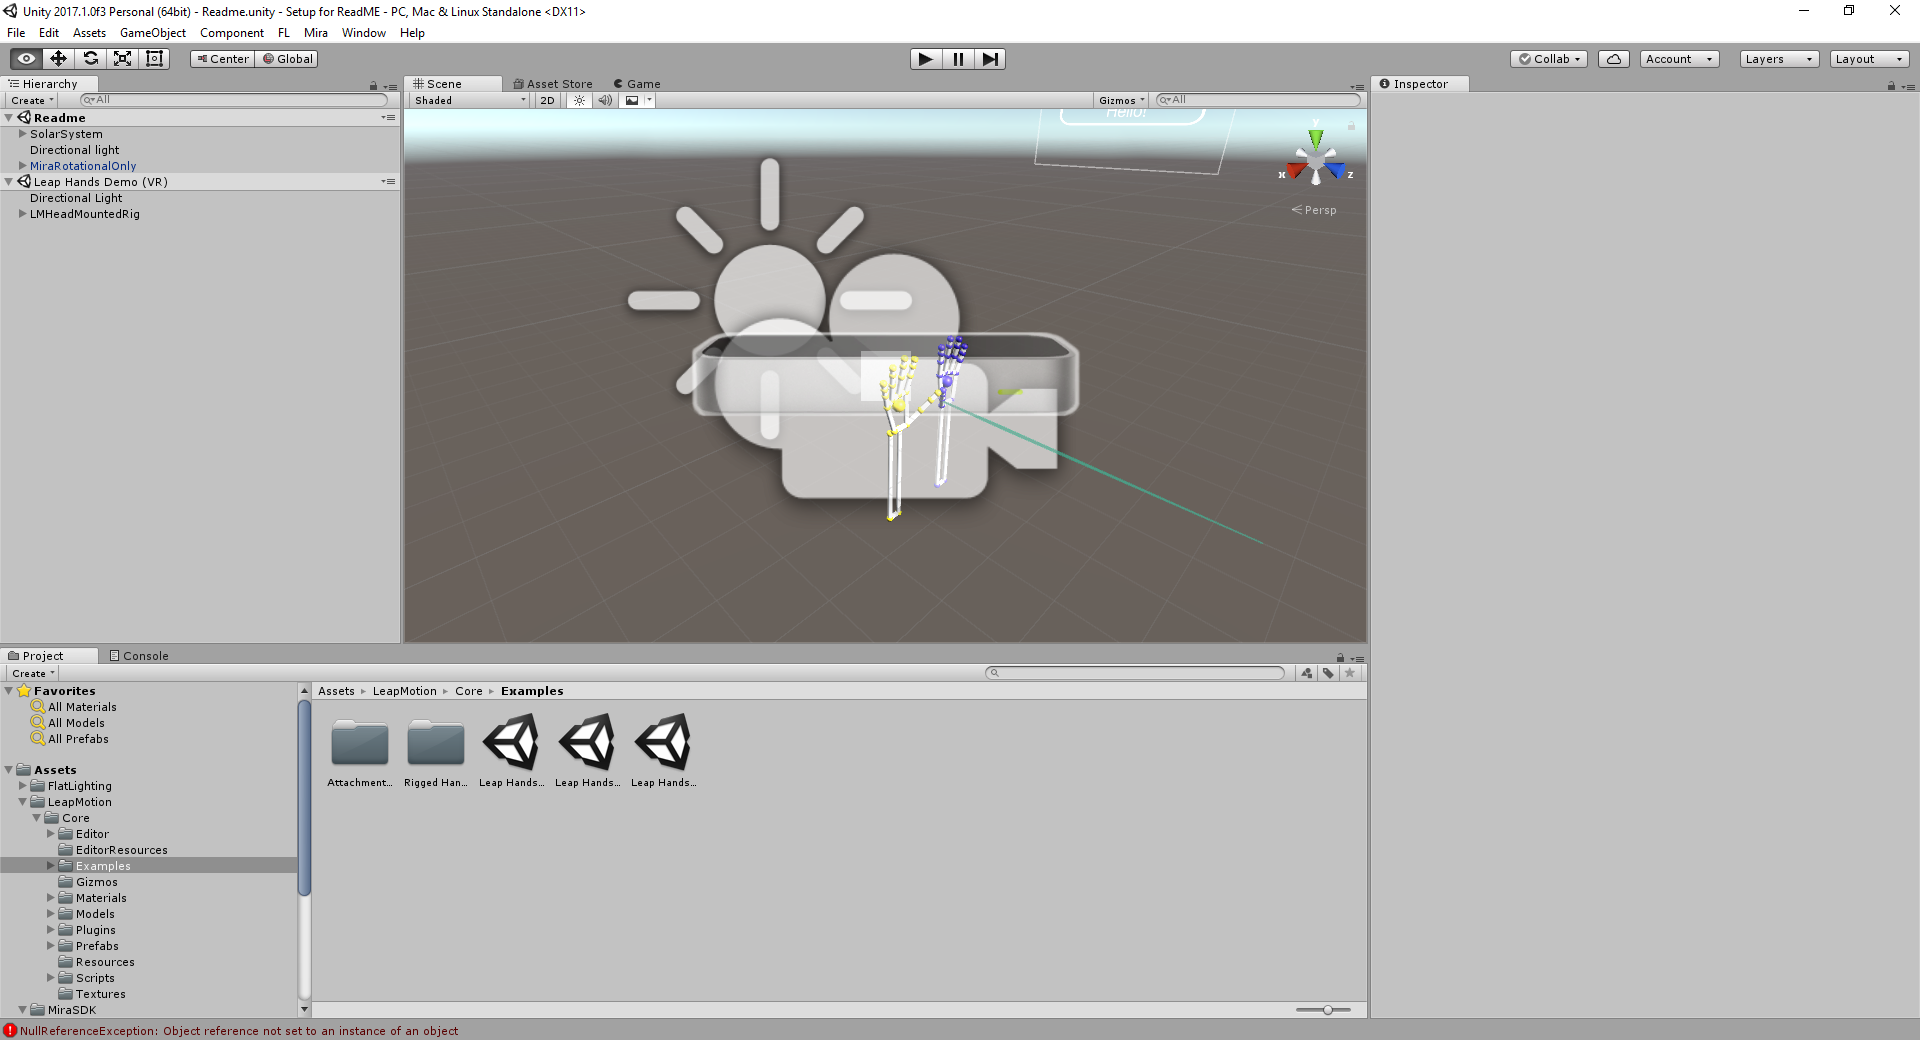 Unity 2017.1.0f3 Personal (64bit) - Readme.unity - Setup for ReadME - PC, Mac & Linux Standalone <DX11>
File Edit Assets GameObject Component FL Mira Window Help
Center Global Collab Account Layers Layout
Hierarchy
Create All
Readme
SolarSystem
Directional light
MiraRotationalOnly
Leap Hands Demo (VR)
Directional Light
LMHeadMountedRig
Scene Asset Store Game
Shaded 2D Gizmos All
Hello!
y
x z
Persp
Inspector
Project Console
Create
Favorites
All Materials
All Models
All Prefabs
Assets
FlatLighting
LeapMotion
Core
Editor
EditorResources
Examples
Gizmos
Materials
Models
Plugins
Prefabs
Resources
Scripts
Textures
MiraSDK
Assets LeapMotion Core Examples
Attachment... Rigged Han... Leap Hands... Leap Hands... Leap Hands...
NullReferenceException: Object reference not set to an instance of an object